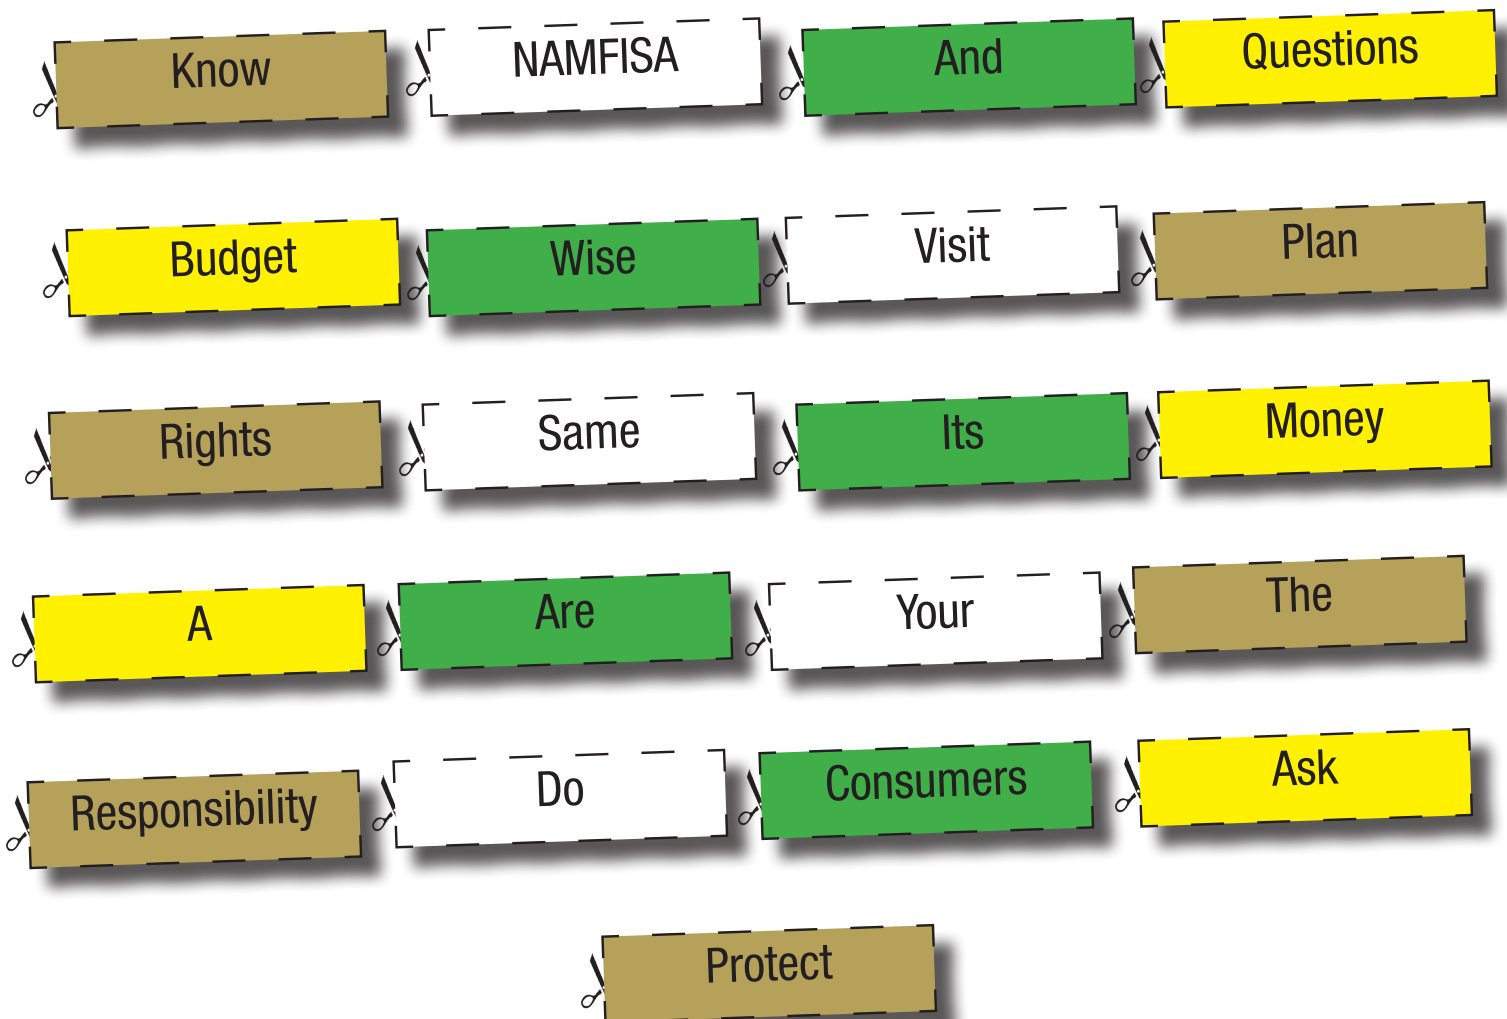 Know NAMFISA And Questions
Budget Wise Visit Plan
Rights Same Its Money
A Are Your The
Responsibility Do Consumers Ask
Protect